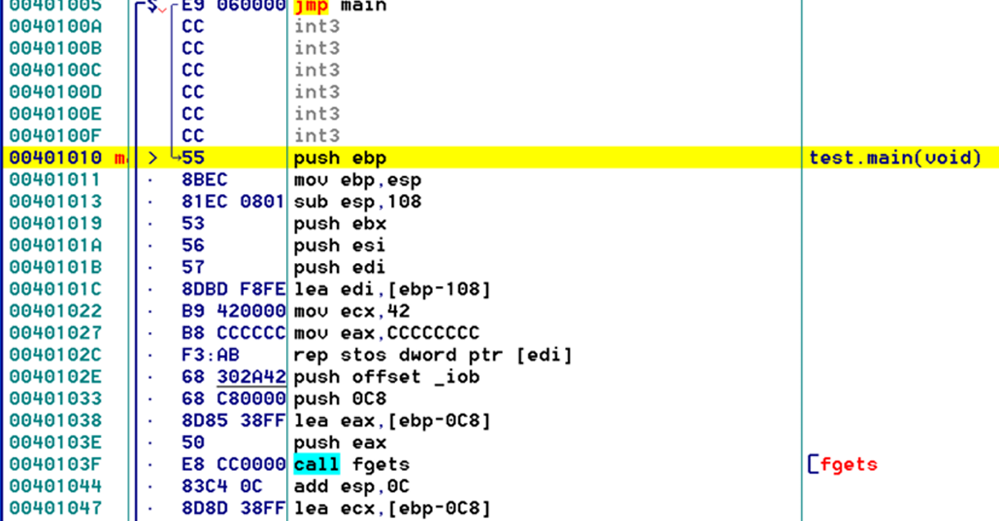 00401005 $ E9 060000 jmp main
0040100A CC int3
0040100B CC int3
0040100C CC int3
0040100D CC int3
0040100E CC int3
0040100F CC int3
00401010 m > 55 push ebp test.main(void)
00401011 · 8BEC mov ebp,esp
00401013 · 81EC 0801 sub esp,108
00401019 · 53 push ebx
0040101A · 56 push esi
0040101B · 57 push edi
0040101C · 8DBD F8FE lea edi,[ebp-108]
00401022 · B9 420000 mov ecx,42
00401027 · B8 CCCCCC mov eax,CCCCCCCC
0040102C · F3:AB rep stos dword ptr [edi]
0040102E · 68 302A42 push offset _iob
00401033 · 68 C80000 push 0C8
00401038 · 8D85 38FF lea eax,[ebp-0C8]
0040103E · 50 push eax
0040103F · E8 CC0000 call fgets [fgets
00401044 · 83C4 0C add esp,0C
00401047 · 8D8D 38FF lea ecx,[ebp-0C8]